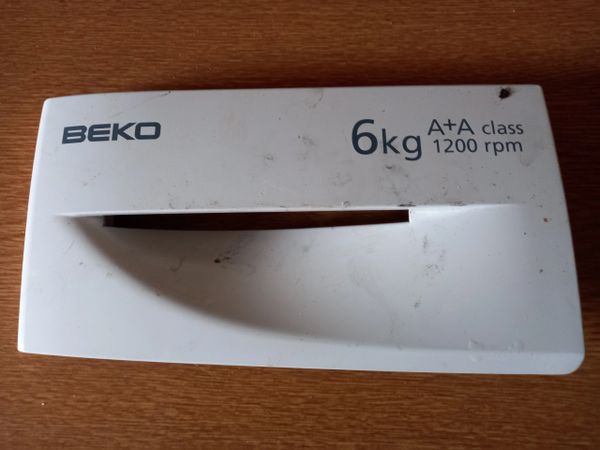 BEKO
6kg A+A class
1200 rpm